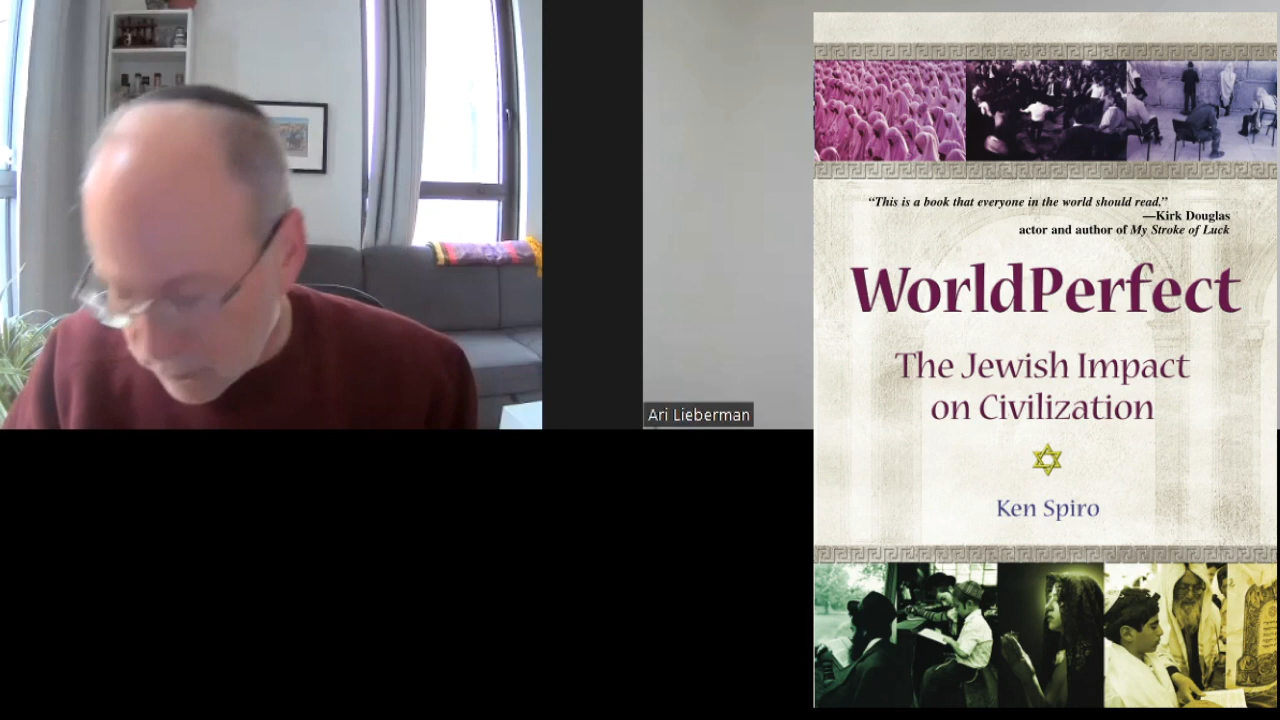 Ari Lieberman
“This is a book that everyone in the world should read.”
—Kirk Douglas
actor and author of My Stroke of Luck
WorldPerfect
The Jewish Impact
on Civilization
Ken Spiro